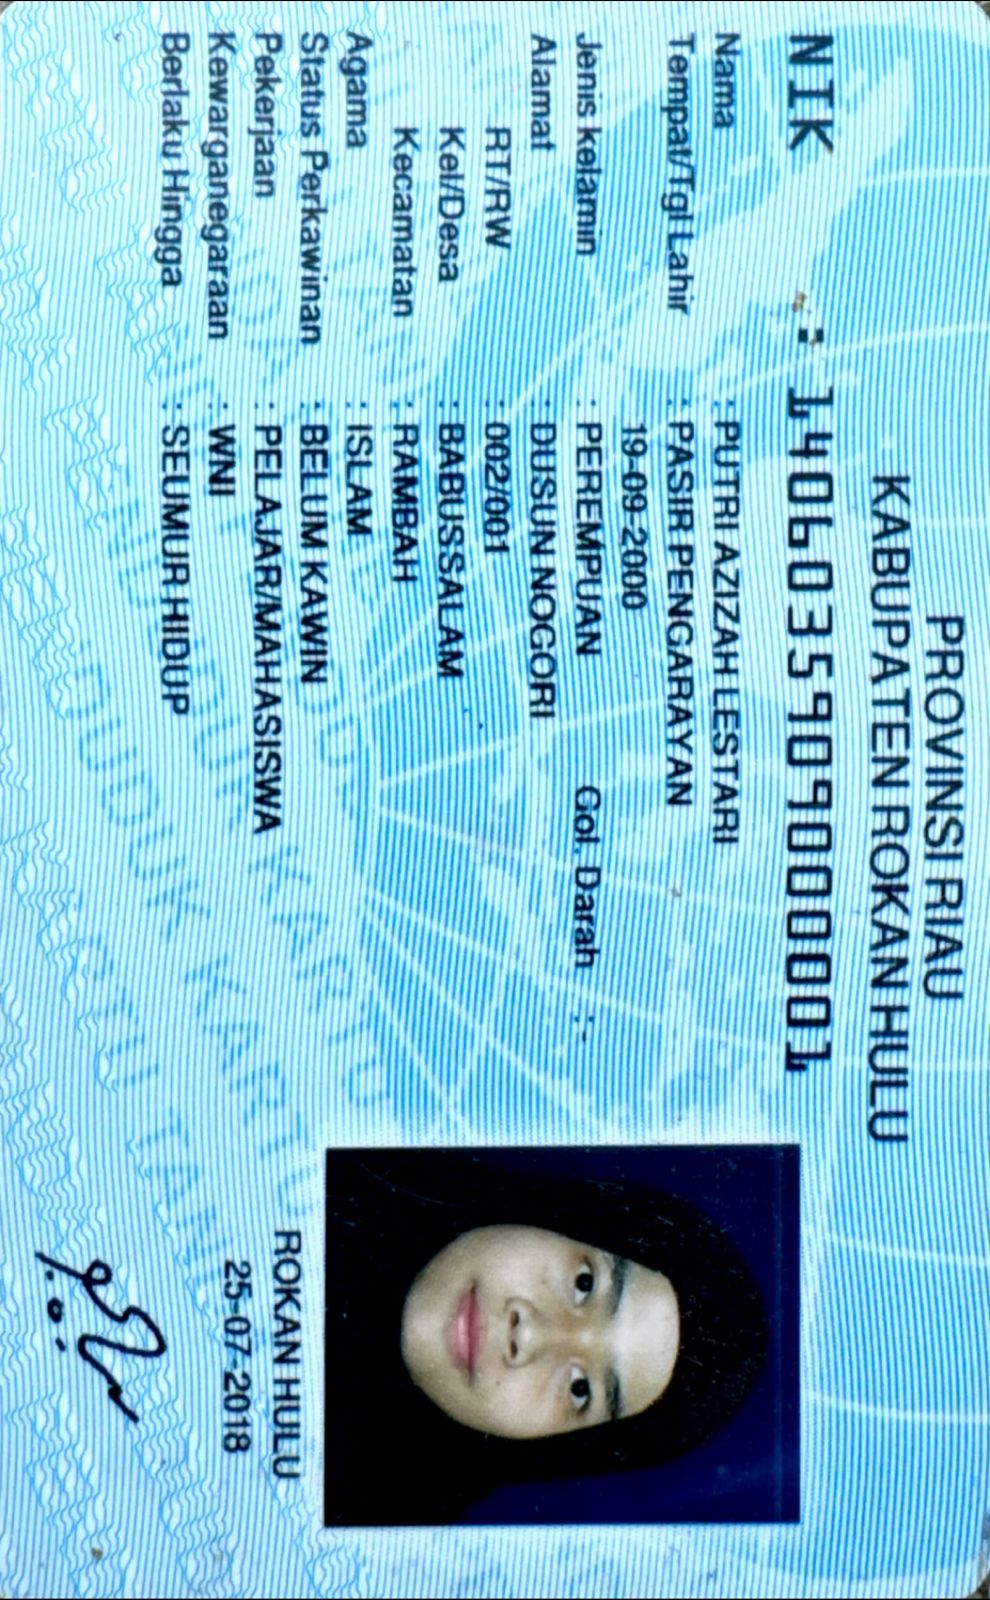 PROVINSI RIAU
KABUPATEN ROKAN HULU
NIK : 1406035909000001
Nama : PUTRI AZIZAH LESTARI
Tempat/Tgl Lahir : PASIR PENGARAYAN
19-09-2000
Jenis kelamin : PEREMPUAN Gol. Darah :-
Alamat : DUSUN NOGORI
RT/RW : 002/001
Kel/Desa : BABUSSALAM
Kecamatan : RAMBAH
Agama : ISLAM
Status Perkawinan : BELUM KAWIN
Pekerjaan : PELAJAR/MAHASISWA
Kewarganegaraan : WNI
Berlaku Hingga : SEUMUR HIDUP
ROKAN HULU
25-07-2018